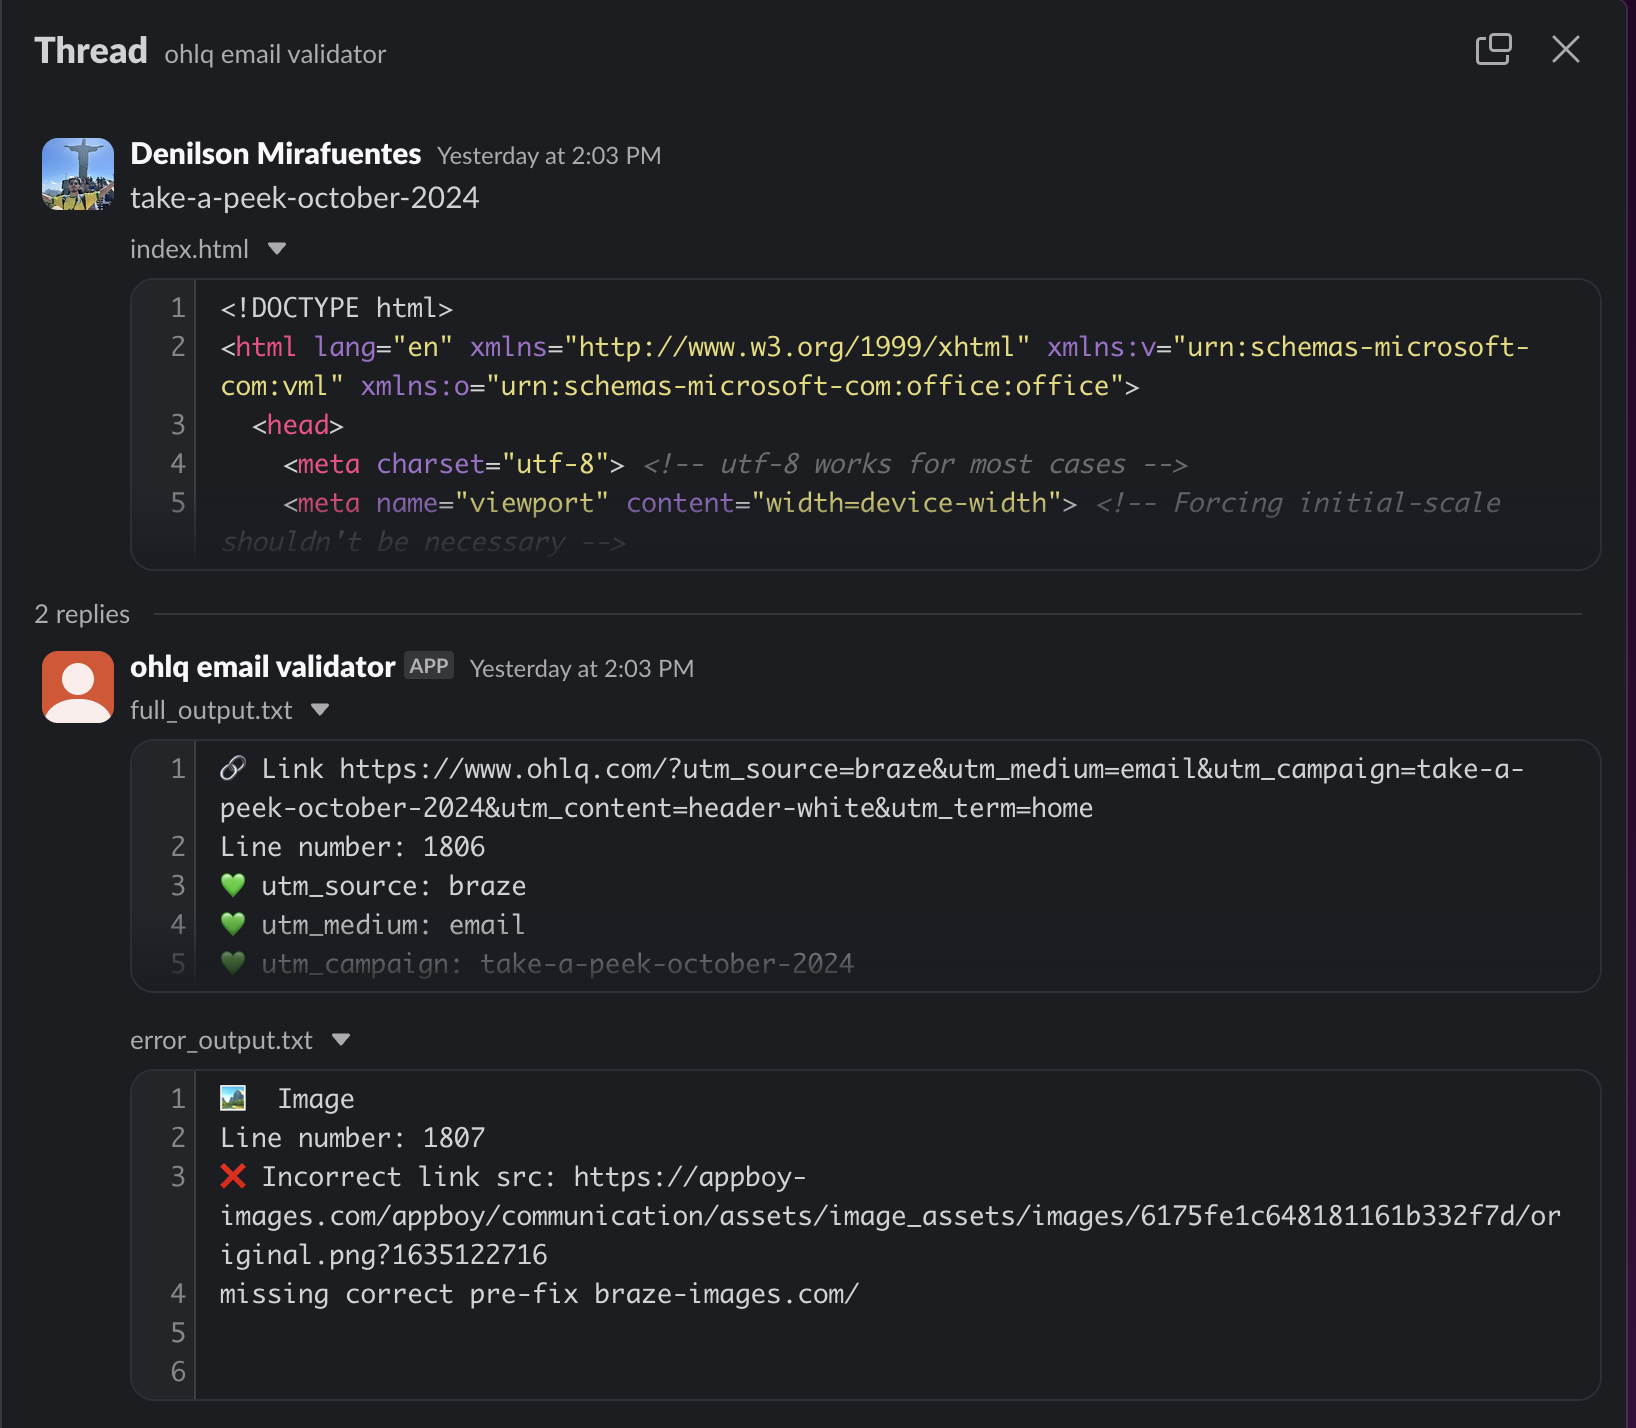 Thread ohlq email validator
Denilson Mirafuentes Yesterday at 2:03 PM
take-a-peek-october-2024
index.html
1 <!DOCTYPE html>
2 <html lang="en" xmlns="http://www.w3.org/1999/xhtml" xmlns:v="urn:schemas-microsoft-
com:vml" xmlns:o="urn:schemas-microsoft-com:office:office">
3 <head>
4 <meta charset="utf-8"> <!-- utf-8 works for most cases -->
5 <meta name="viewport" content="width=device-width"> <!-- Forcing initial-scale
shouldn't be necessary -->
2 replies
ohlq email validator APP Yesterday at 2:03 PM
full_output.txt
1 🔗 Link https://www.ohlq.com/?utm_source=braze&utm_medium=email&utm_campaign=take-a-
peek-october-2024&utm_content=header-white&utm_term=home
2 Line number: 1806
3 💚 utm_source: braze
4 💚 utm_medium: email
5 💚 utm_campaign: take-a-peek-october-2024
error_output.txt
1 🏞️ Image
2 Line number: 1807
3 ❌ Incorrect link src: https://appboy-
images.com/appboy/communication/assets/image_assets/images/6175fe1c648181161b332f7d/or
iginal.png?1635122716
4 missing correct pre-fix braze-images.com/
5
6